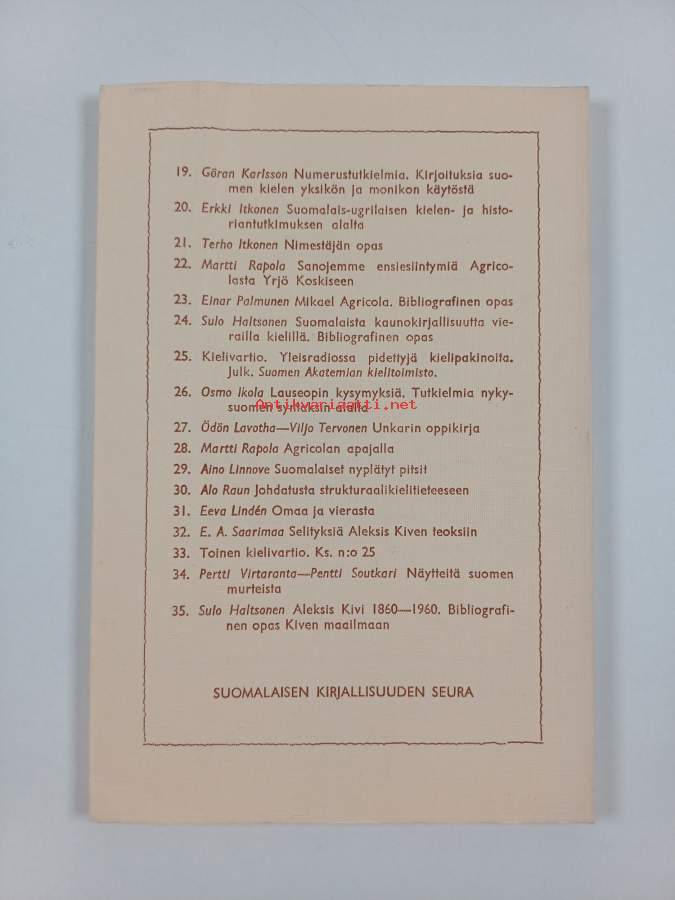 19. Göran Karlsson Numerustutkielmia. Kirjoituksia suo-
men kielen yksikön ja monikon käytöstä
20. Erkki Itkonen Suomalais-ugrilaisen kielen- ja histo-
riantutkimuksen alalta
21. Terho Itkonen Nimestäjän opas
22. Martti Rapola Sanojemme ensiesiintymiä Agrico-
lasta Yrjö Koskiseen
23. Einar Palmunen Mikael Agricola. Bibliografinen opas
24. Sulo Haltsonen Suomalaista kaunokirjallisuutta vie-
railla kielillä. Bibliografinen opas
25. Kielivartio. Yleisradiossa pidettyjä kielipakinoita.
Julk. Suomen Akatemian kielitoimisto.
26. Osmo Ikola Lauseopin kysymyksiä. Tutkielmia nyky-
Antikvariaatti.net
suomen syntaksin alalta
27. Ödön Lavotha—Viljo Tervonen Unkarin oppikirja
28. Martti Rapola Agricolan apajalla
29. Aino Linnove Suomalaiset nyplätyt pitsit
30. Alo Raun Johdatusta strukturaalikielitieteeseen
31. Eeva Lindén Omaa ja vierasta
32. E. A. Saarimaa Selityksiä Aleksis Kiven teoksiin
33. Toinen kielivartio. Ks. n:o 25
34. Pertti Virtaranta—Pentti Soutkari Näytteitä suomen
murteista
35. Sulo Haltsonen Aleksis Kivi 1860—1960. Bibliografi-
nen opas Kiven maailmaan
SUOMALAISEN KIRJALLISUUDEN SEURA